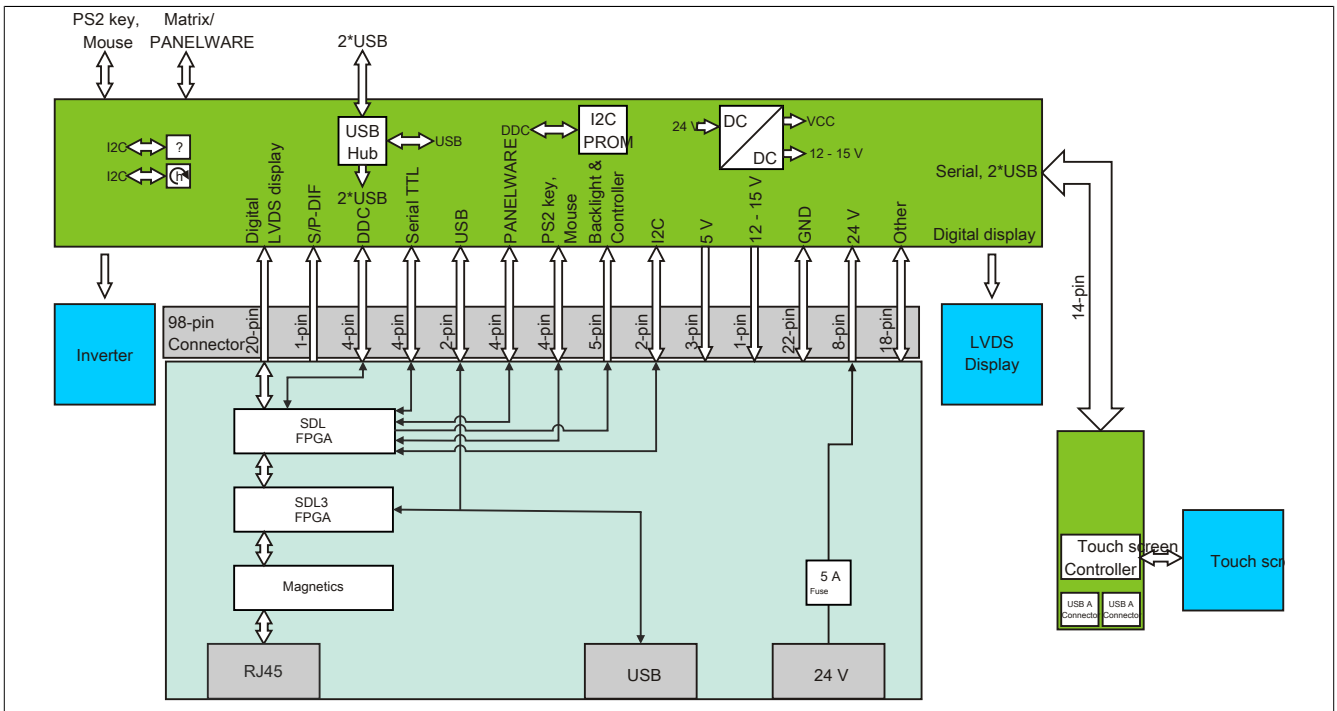 PS2 key,
Mouse
Matrix/
PANELWARE
2*USB
I2C
?
I2C
h
USB
Hub
USB
2*USB
DDC
I2C
PROM
24 V
DC
DC
VCC
12 - 15 V
Serial, 2*USB
Digital display
Digital
LVDS display
S/P-DIF
DDC
Serial TTL
USB
PANELWARE
PS2 key,
Mouse
Backlight &
Controller
I2C
5 V
12 - 15 V
GND
24 V
Other
14-pin
Inverter
98-pin
Connector
20-pin
1-pin
4-pin
4-pin
2-pin
4-pin
4-pin
5-pin
2-pin
3-pin
1-pin
22-pin
8-pin
18-pin
LVDS
Display
SDL
FPGA
SDL3
FPGA
Magnetics
5 A
Fuse
RJ45
USB
24 V
Touch screen
Controller
USB A
Connecto
USB A
Connecto
Touch scr